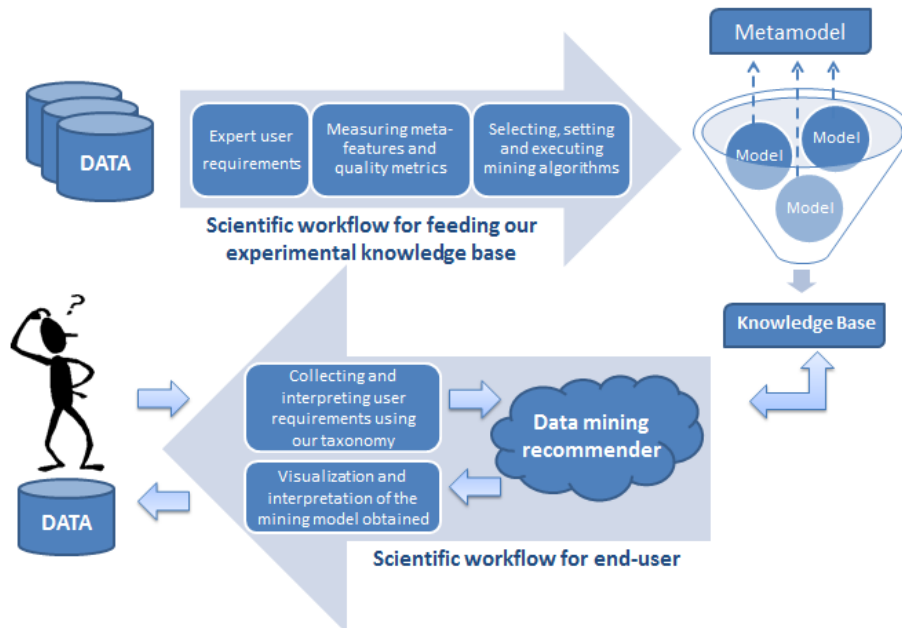 Metamodel
DATA
Expert user
requirements
Measuring meta-
features and
quality metrics
Selecting, setting
and executing
mining algorithms
Model
Model
Model
Scientific workflow for feeding our
experimental knowledge base
Knowledge Base
?
Collecting and
interpreting user
requirements using
our taxonomy
Data mining
recommender
Visualization and
interpretation of the
mining model obtained
DATA
Scientific workflow for end-user